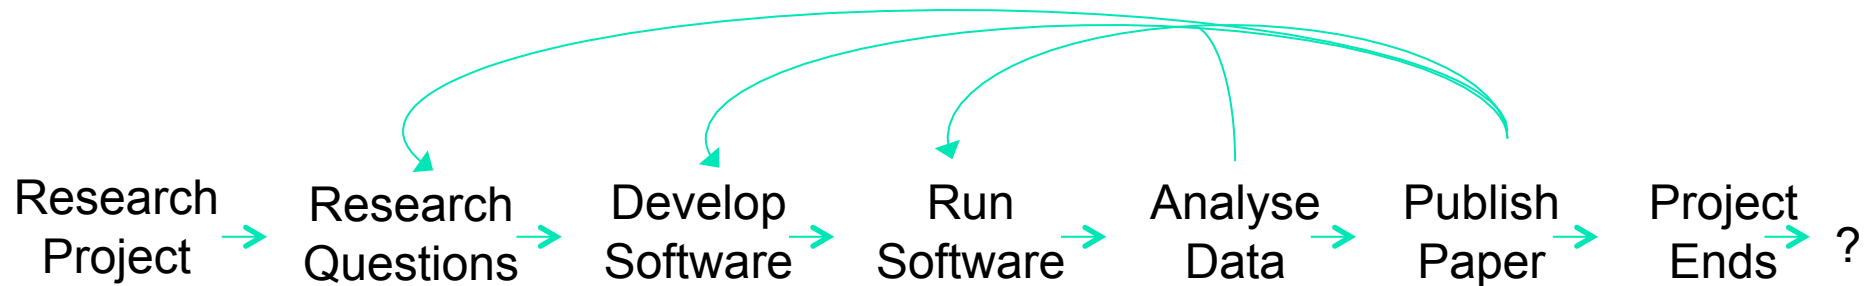 Research
Project
Research
Questions
Develop
Software
Run
Software
Analyse
Data
Publish
Paper
Project
Ends
?